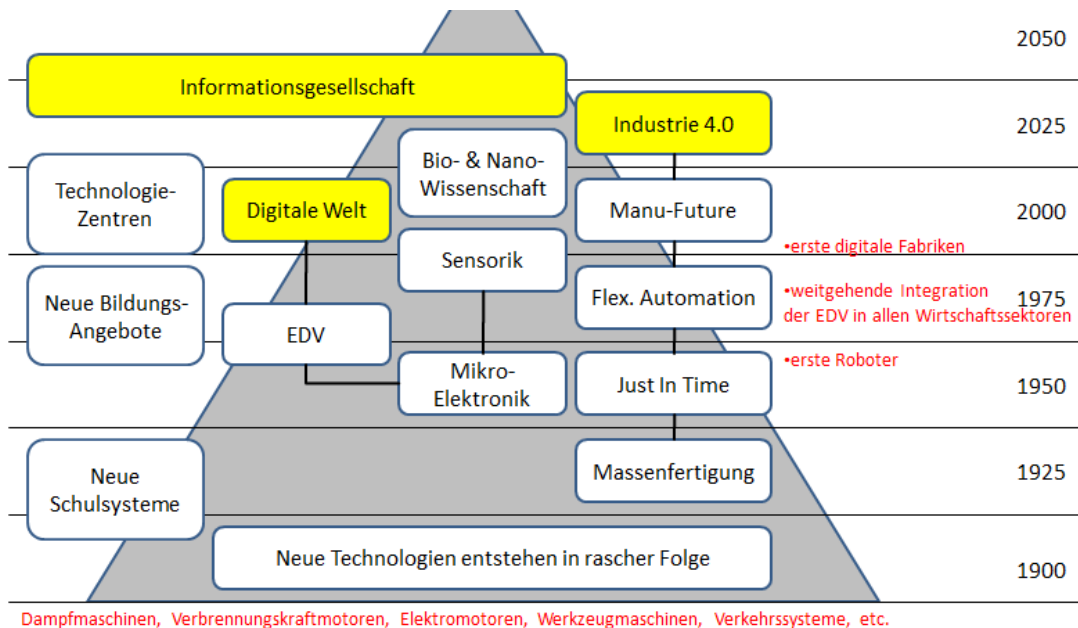 2050
Informationsgesellschaft
Industrie 4.0
2025
Bio- & Nano-
Wissenschaft
Technologie-
Zentren
Digitale Welt
Manu-Future
2000
•erste digitale Fabriken
Sensorik
Neue Bildungs-
Angebote
Flex. Automation
•weitgehende Integration
der EDV in allen Wirtschaftssektoren
1975
EDV
•erste Roboter
Mikro-
Elektronik
Just In Time
1950
Neue
Schulsysteme
Massenfertigung
1925
Neue Technologien entstehen in rascher Folge
1900
Dampfmaschinen, Verbrennungskraftmotoren, Elektromotoren, Werkzeugmaschinen, Verkehrssysteme, etc.